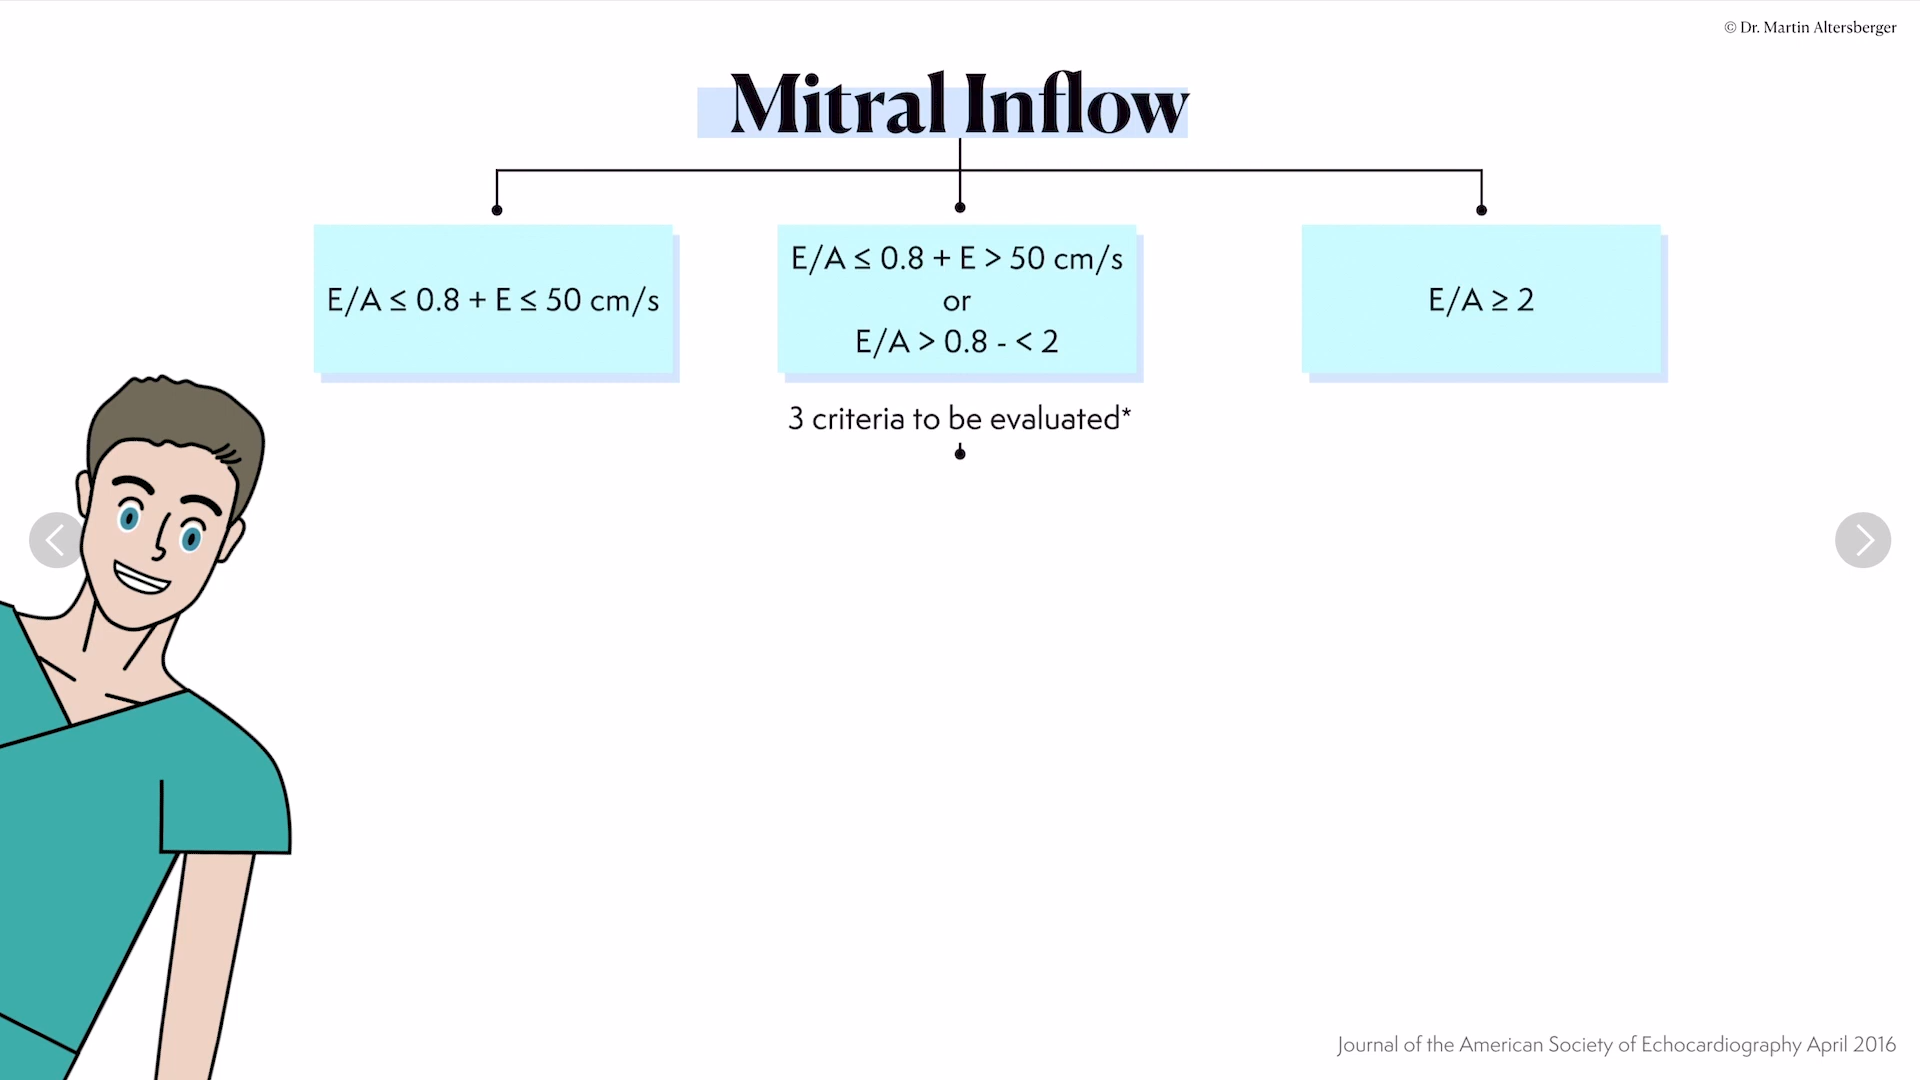 © Dr. Martin Altersberger
Mitral Inflow
E/A ≤ 0.8 + E ≤ 50 cm/s
E/A ≤ 0.8 + E > 50 cm/s
or
E/A > 0.8 - < 2
E/A ≥ 2
3 criteria to be evaluated*
Journal of the American Society of Echocardiography April 2016